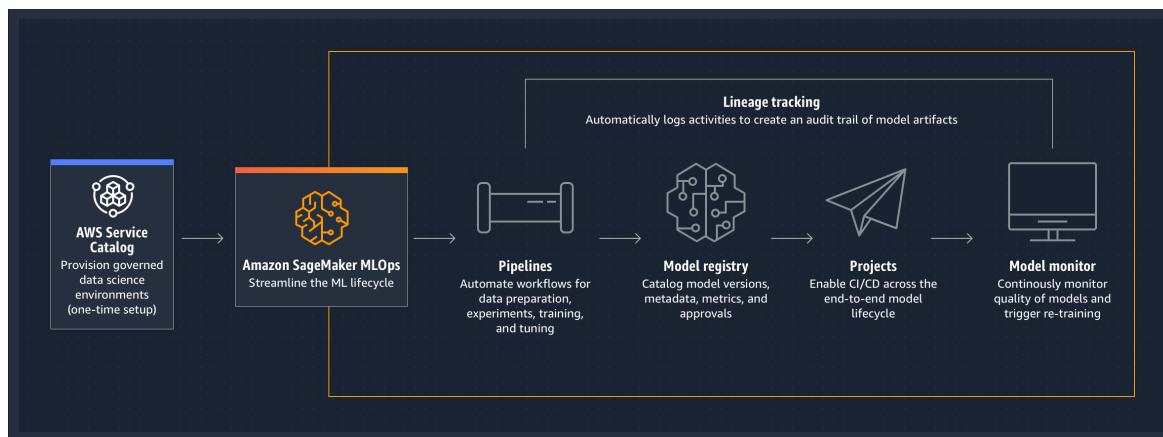 Lineage tracking
Automatically logs activities to create an audit trail of model artifacts
AWS Service
Catalog
Provision governed
data science
environments
(one-time setup)
Amazon SageMaker MLOps
Streamline the ML lifecycle
Pipelines
Automate workflows for
data preparation,
experiments, training,
and tuning
Model registry
Catalog model versions,
metadata, metrics, and
approvals
Projects
Enable CI/CD across the
end-to-end model
lifecycle
Model monitor
Continously monitor
quality of models and
trigger re-training